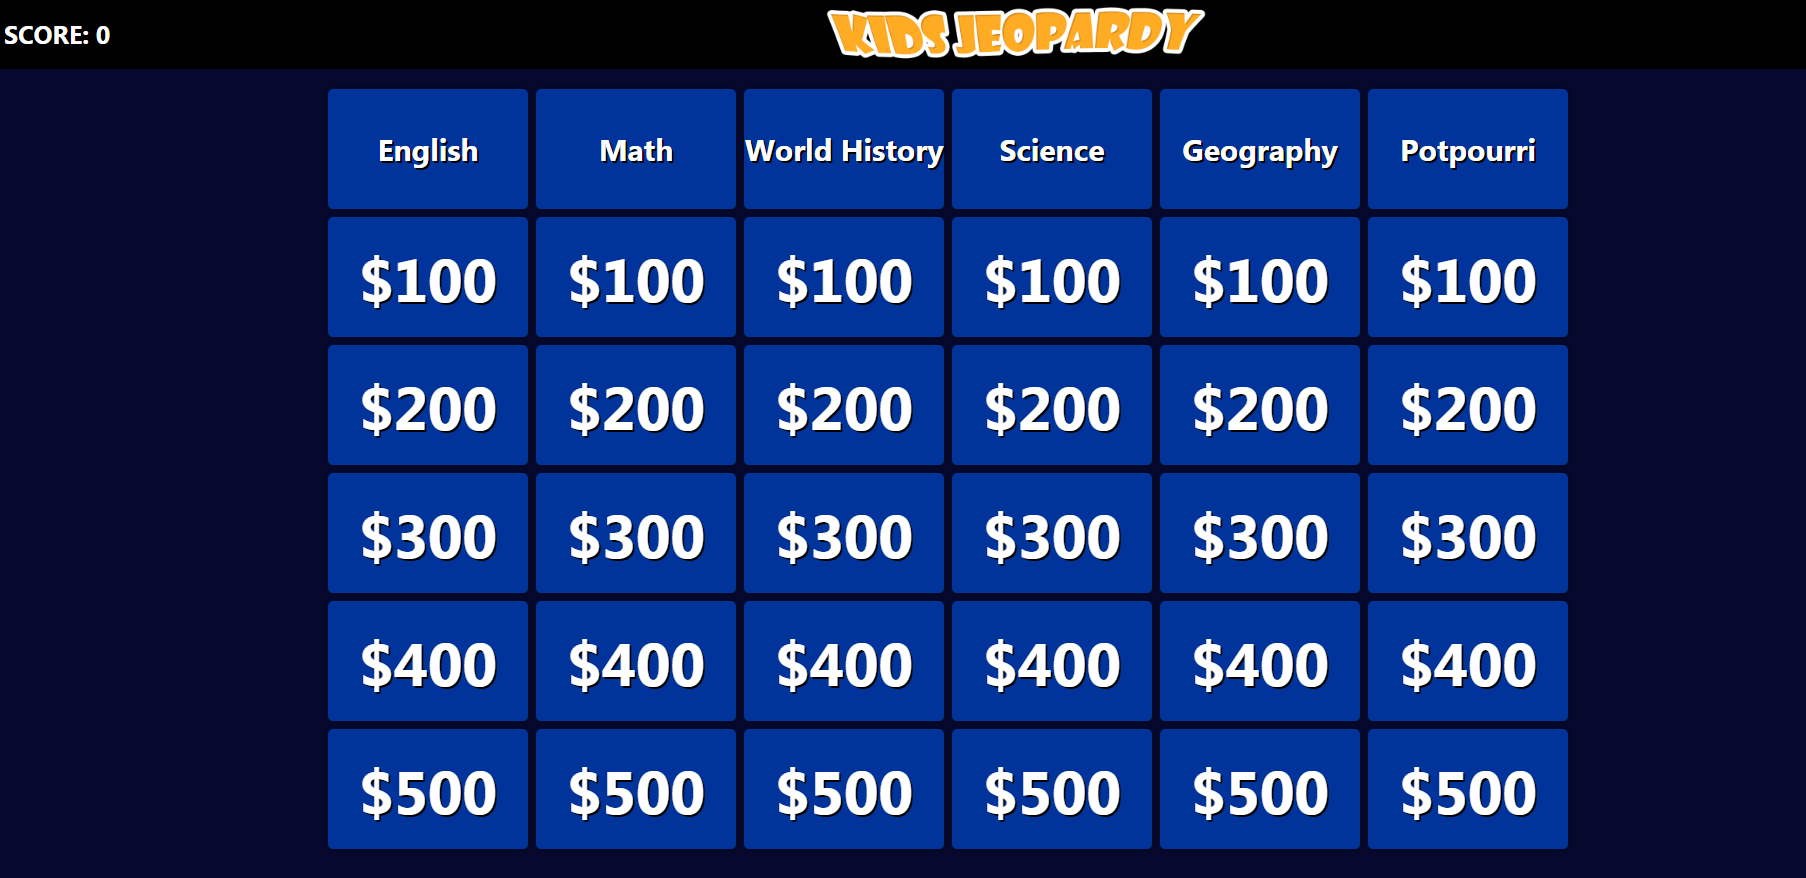 SCORE: 0
KIDS JEOPARDY
English Math World History Science Geography Potpourri
$100 $100 $100 $100 $100 $100
$200 $200 $200 $200 $200 $200
$300 $300 $300 $300 $300 $300
$400 $400 $400 $400 $400 $400
$500 $500 $500 $500 $500 $500